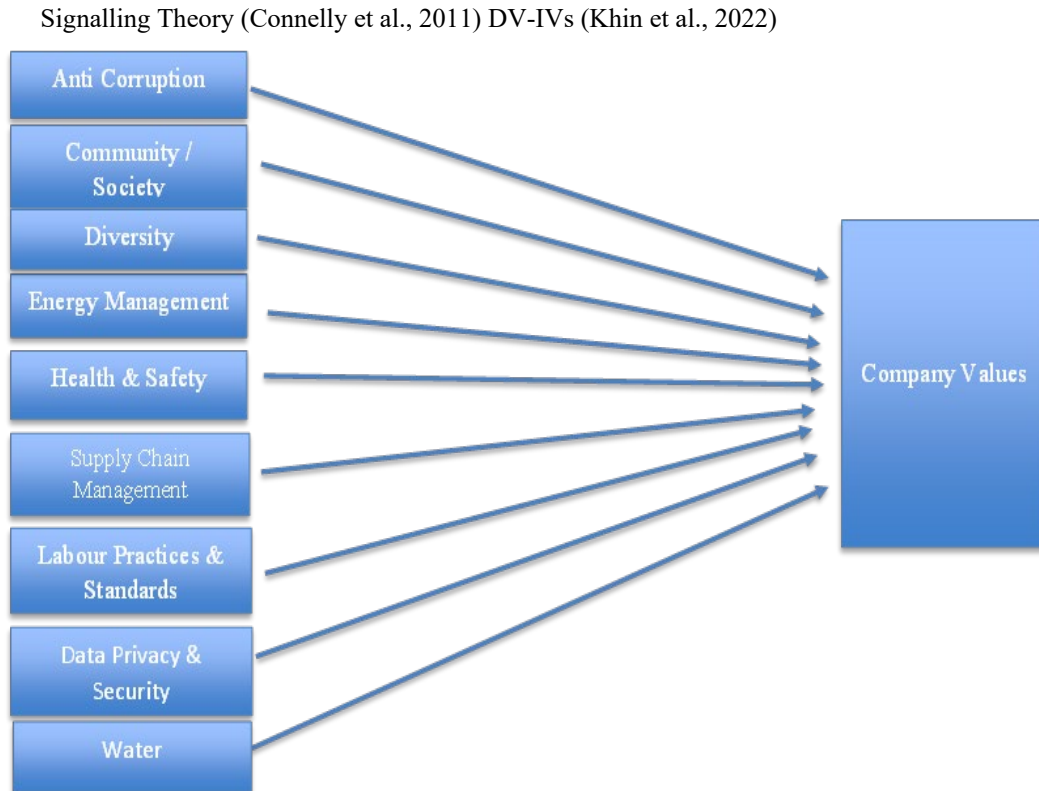 Signalling Theory (Connelly et al., 2011) DV-IVs (Khin et al., 2022)
Anti Corruption
Community /
Society
Diversity
Energy Management
Health & Safety
Supply Chain
Management
Labour Practices &
Standards
Data Privacy &
Security
Water
Company Values